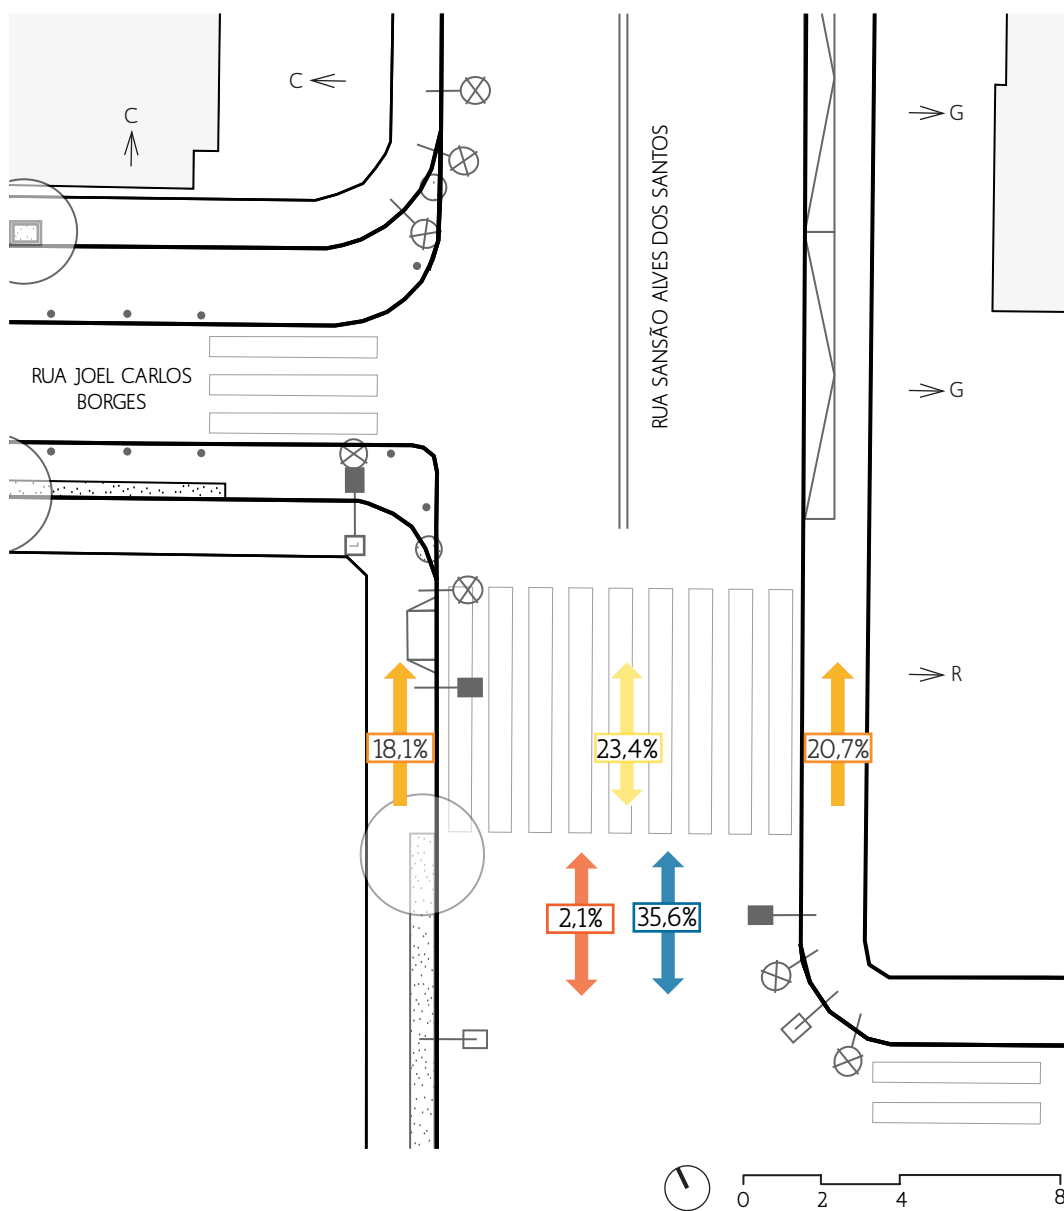 C
C
G
RUA SANSÃO ALVES DOS SANTOS
RUA JOEL CARLOS
BORGES
G
L
R
18,1%
23,4%
20,7%
2,1%
35,6%
0
2
4
8